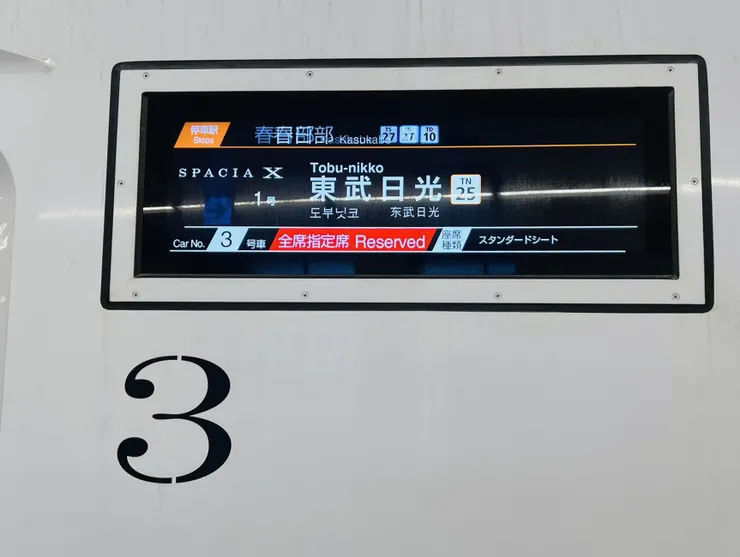 停車駅
Stops
春日部 Kasukabe TS 27 TD 10
SPACIA X
1号
Tobu-nikko
東武日光 TN 25
도부닛코 东武日光
Car No. 3 号車 全席指定席 Reserved 座席種類 スタンダードシート
3